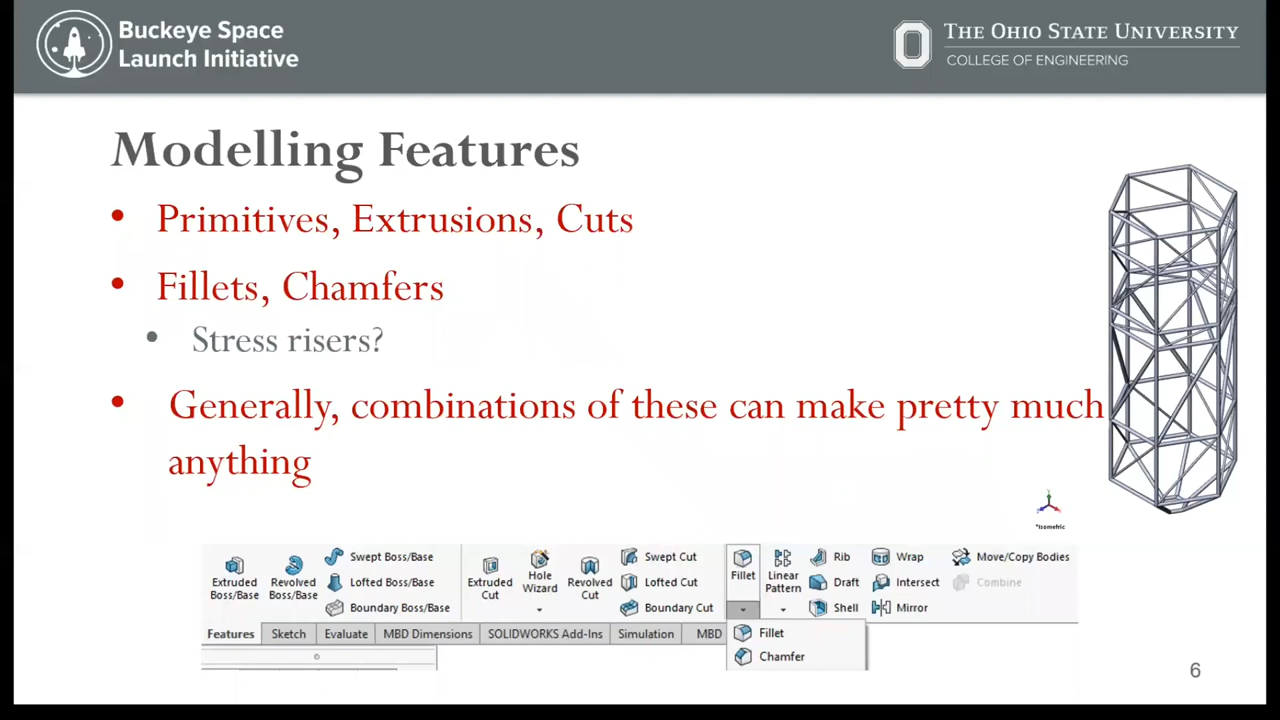 Buckeye Space
Launch Initiative
THE OHIO STATE UNIVERSITY
COLLEGE OF ENGINEERING
Modelling Features
• Primitives, Extrusions, Cuts
• Fillets, Chamfers
• Stress risers?
• Generally, combinations of these can make pretty much
anything
*Isometric
Extruded
Boss/Base
Revolved
Boss/Base
Swept Boss/Base
Lofted Boss/Base
Boundary Boss/Base
Extruded
Cut
Hole
Wizard
Revolved
Cut
Swept Cut
Lofted Cut
Boundary Cut
Fillet
Linear
Pattern
Rib
Draft
Shell
Wrap
Intersect
Mirror
Move/Copy Bodies
Combine
Features Sketch Evaluate MBD Dimensions SOLIDWORKS Add-Ins Simulation MBD
Fillet
Chamfer
6